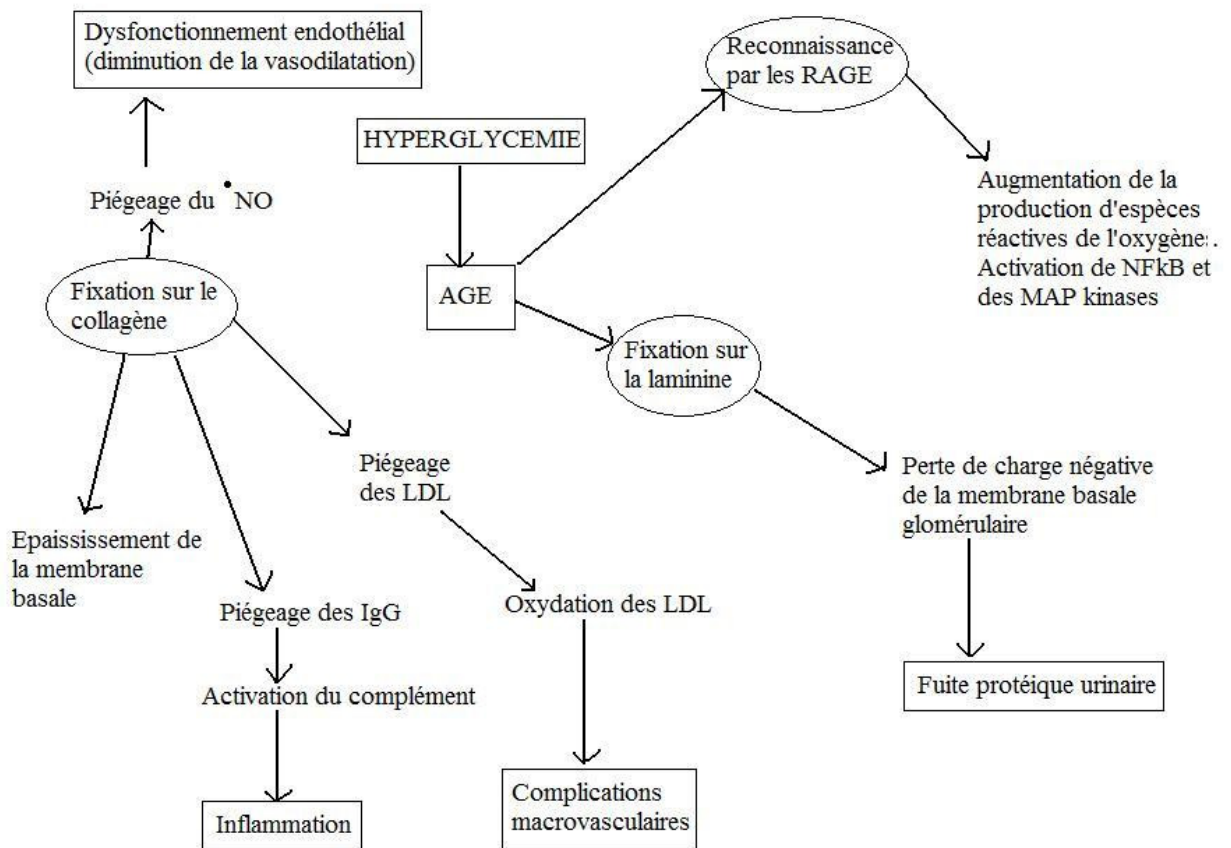 Dysfonctionnement endothélial
(diminution de la vasodilatation)
Reconnaissance
par les RAGE
HYPERGLYCEMIE
Piégeage du •NO
Augmentation de la
production d'espèces
réactives de l'oxygène.
Activation de NFkB et
des MAP kinases
Fixation sur le
collagène
AGE
Fixation sur
la laminine
Piégeage
des LDL
Perte de charge négative
de la membrane basale
glomérulaire
Epaississement de
la membrane
basale
Piégeage des IgG
Oxydation des LDL
Activation du complément
Fuite protéique urinaire
Inflammation
Complications
macrovasculaires